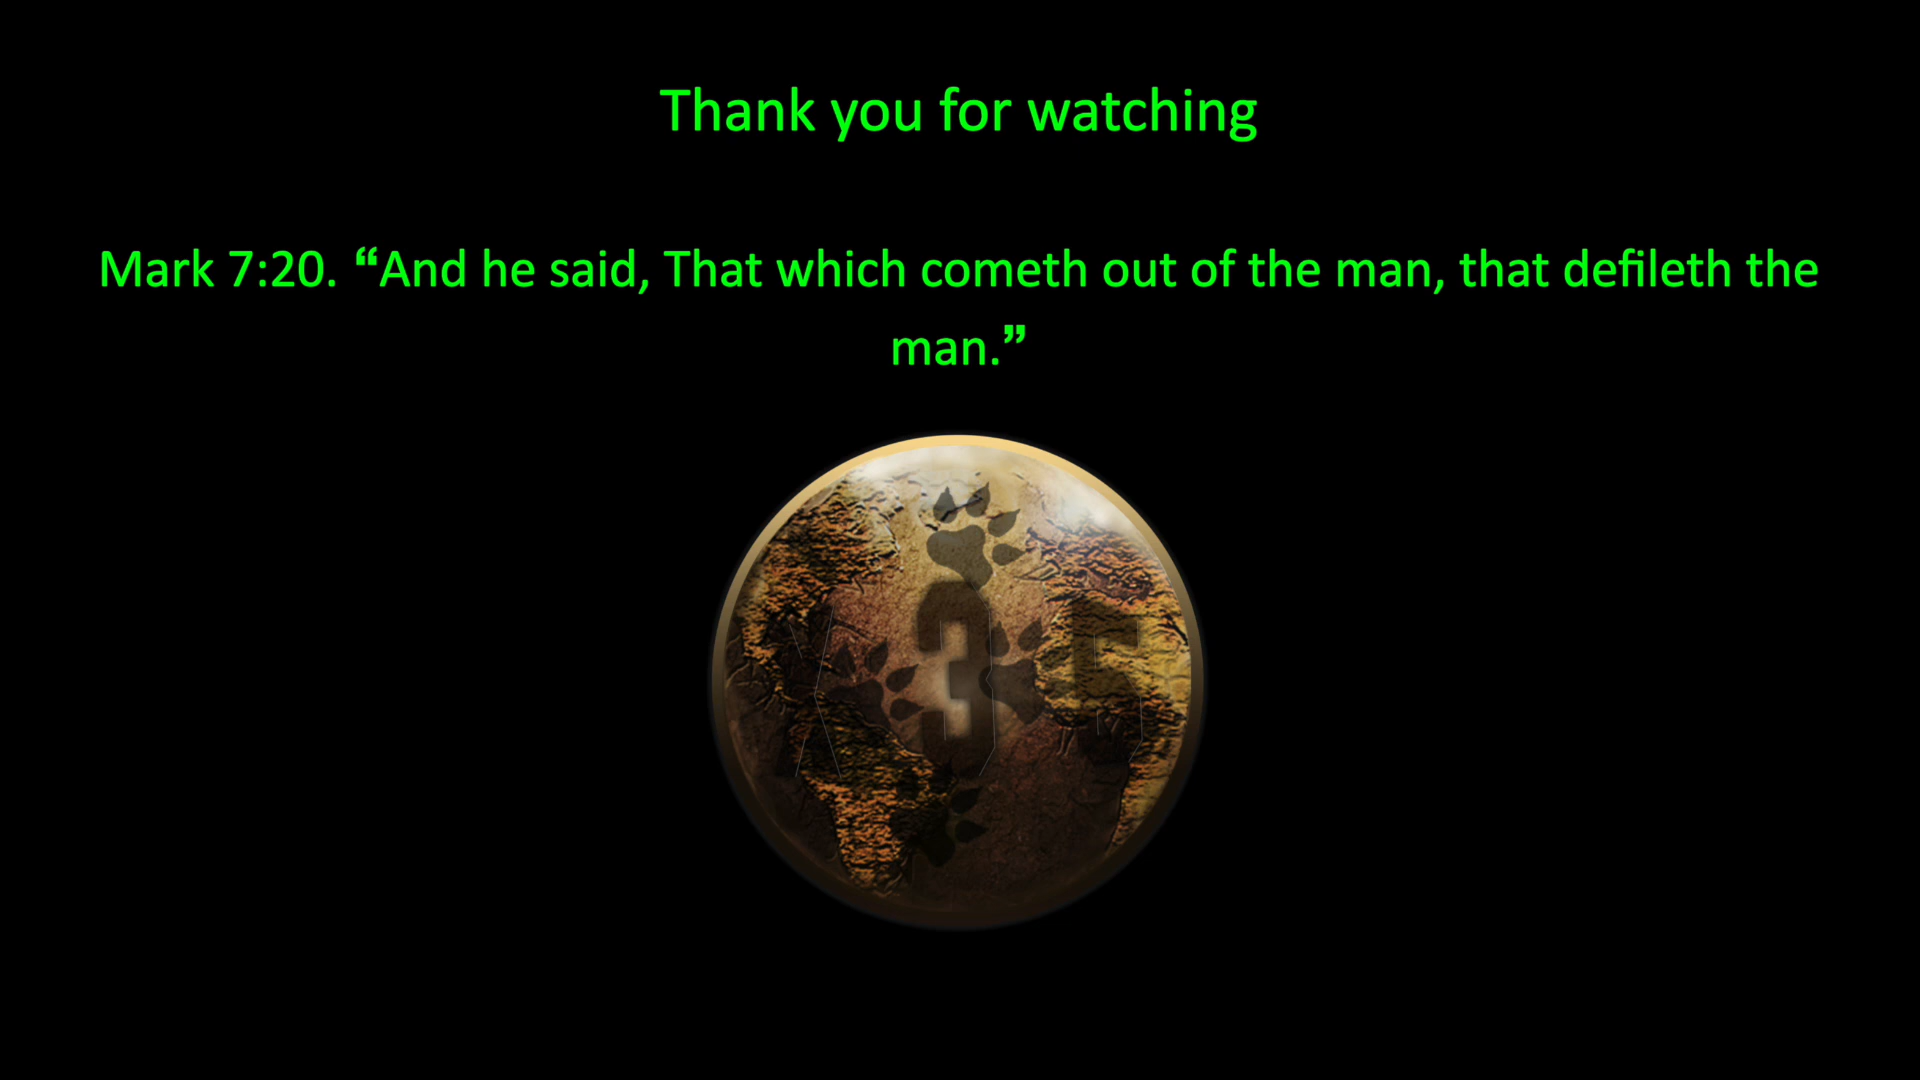 Thank you for watching
Mark 7:20. “And he said, That which cometh out of the man, that defileth the
man.”
X35